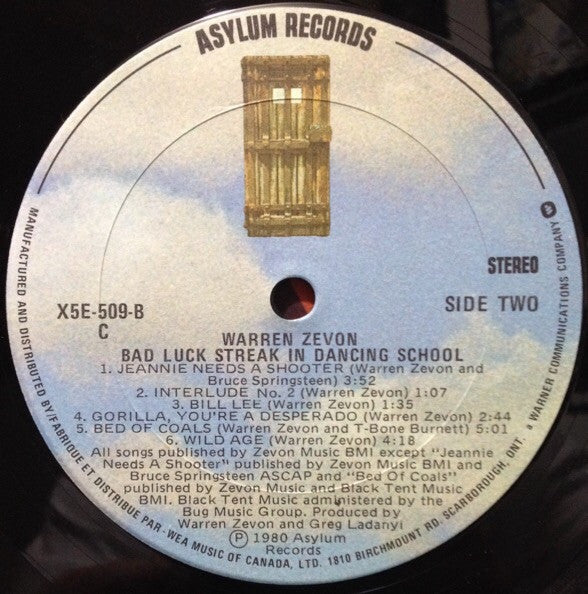 ASYLUM RECORDS
STEREO
X5E-509-B
C
SIDE TWO
WARREN ZEVON
BAD LUCK STREAK IN DANCING SCHOOL
1. JEANNIE NEEDS A SHOOTER (Warren Zevon and
Bruce Springsteen) 3:52
2. INTERLUDE No. 2 (Warren Zevon) 1:07
3. BILL LEE (Warren Zevon) 1:35
4. GORILLA, YOU'RE A DESPERADO (Warren Zevon) 2:44
5. BED OF COALS (Warren Zevon and T-Bone Burnett) 5:01
6. WILD AGE (Warren Zevon) 4:18
All songs published by Zevon Music BMI except "Jeannie
Needs A Shooter" published by Zevon Music BMI and
Bruce Springsteen ASCAP and "Bed Of Coals"
published by Zevon Music and Black Tent Music
BMI. Black Tent Music administered by the
Bug Music Group. Produced by
Warren Zevon and Greg Ladanyi
Ⓟ 1980 Asylum
Records
MANUFACTURED AND DISTRIBUTED BY/FABRIQUE ET DISTRIBUE PAR - WEA MUSIC OF CANADA, LTD. 1810 BIRCHMOUNT RD. SCARBOROUGH, ONT. a WARNER COMMUNICATIONS COMPANY